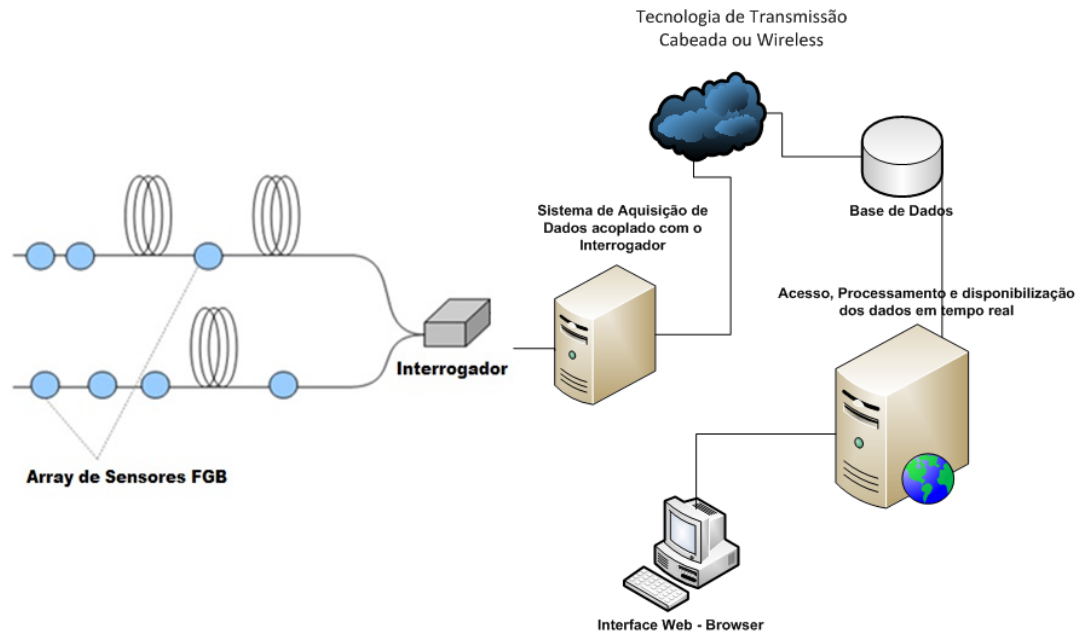 Tecnologia de Transmissão
Cabeada ou Wireless
Sistema de Aquisição de
Dados acoplado com o
Interrogador
Base de Dados
Acesso, Processamento e disponibilização
dos dados em tempo real
Interrogador
Array de Sensores FGB
Interface Web - Browser